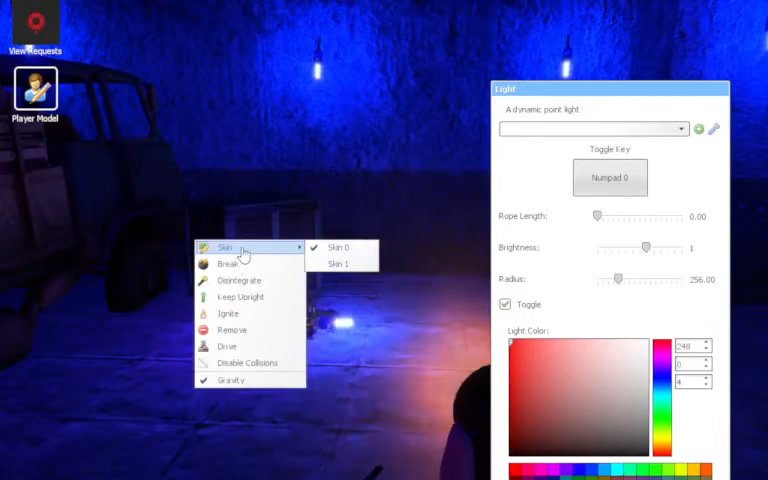 View Requests
Player Model
Skin
Break
Disintegrate
Keep Upright
Ignite
Remove
Drive
Disable Collisions
Gravity
Skin 0
Skin 1
Light
A dynamic point light
Toggle Key
Numpad 0
Rope Length: 0.00
Brightness: 1
Radius: 256.00
Toggle
Light Color:
248
0
4